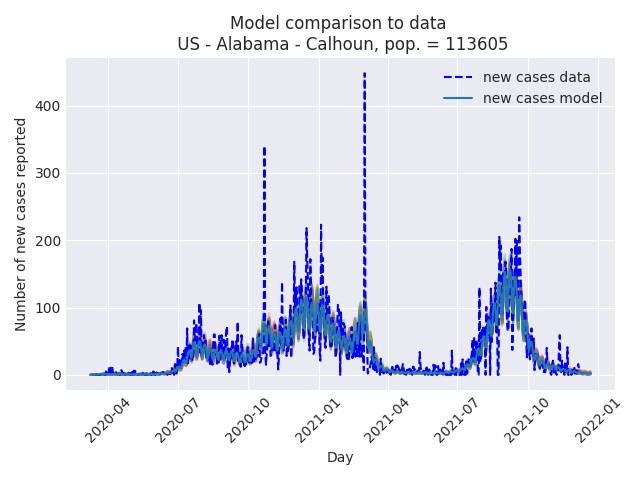 Model comparison to data
US - Alabama - Calhoun, pop. = 113605
new cases data
new cases model
Number of new cases reported
400
300
200
100
0
2020-04
2020-07
2020-10
2021-01
2021-04
2021-07
2021-10
2022-01
Day